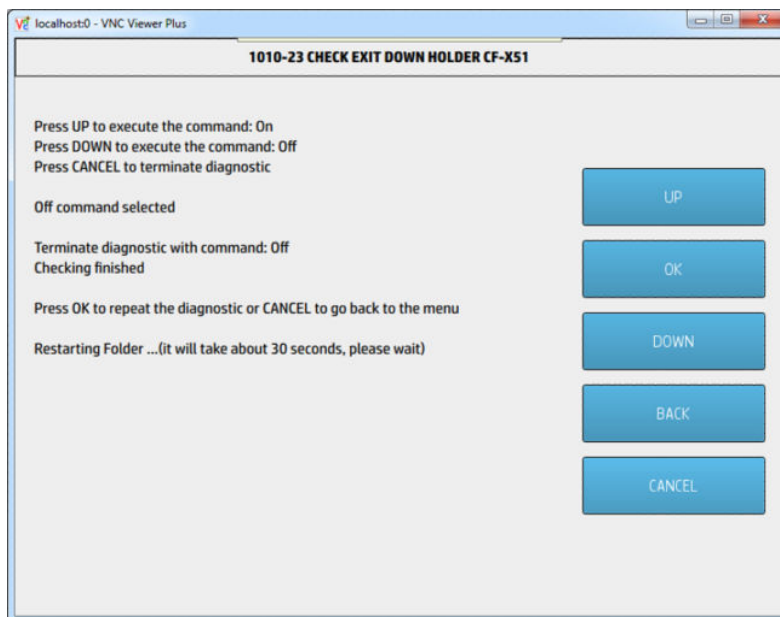 localhost:0 - VNC Viewer Plus
1010-23 CHECK EXIT DOWN HOLDER CF-X51
Press UP to execute the command: On
Press DOWN to execute the command: Off
Press CANCEL to terminate diagnostic
Off command selected
Terminate diagnostic with command: Off
Checking finished
Press OK to repeat the diagnostic or CANCEL to go back to the menu
Restarting Folder ...(it will take about 30 seconds, please wait)
UP
OK
DOWN
BACK
CANCEL